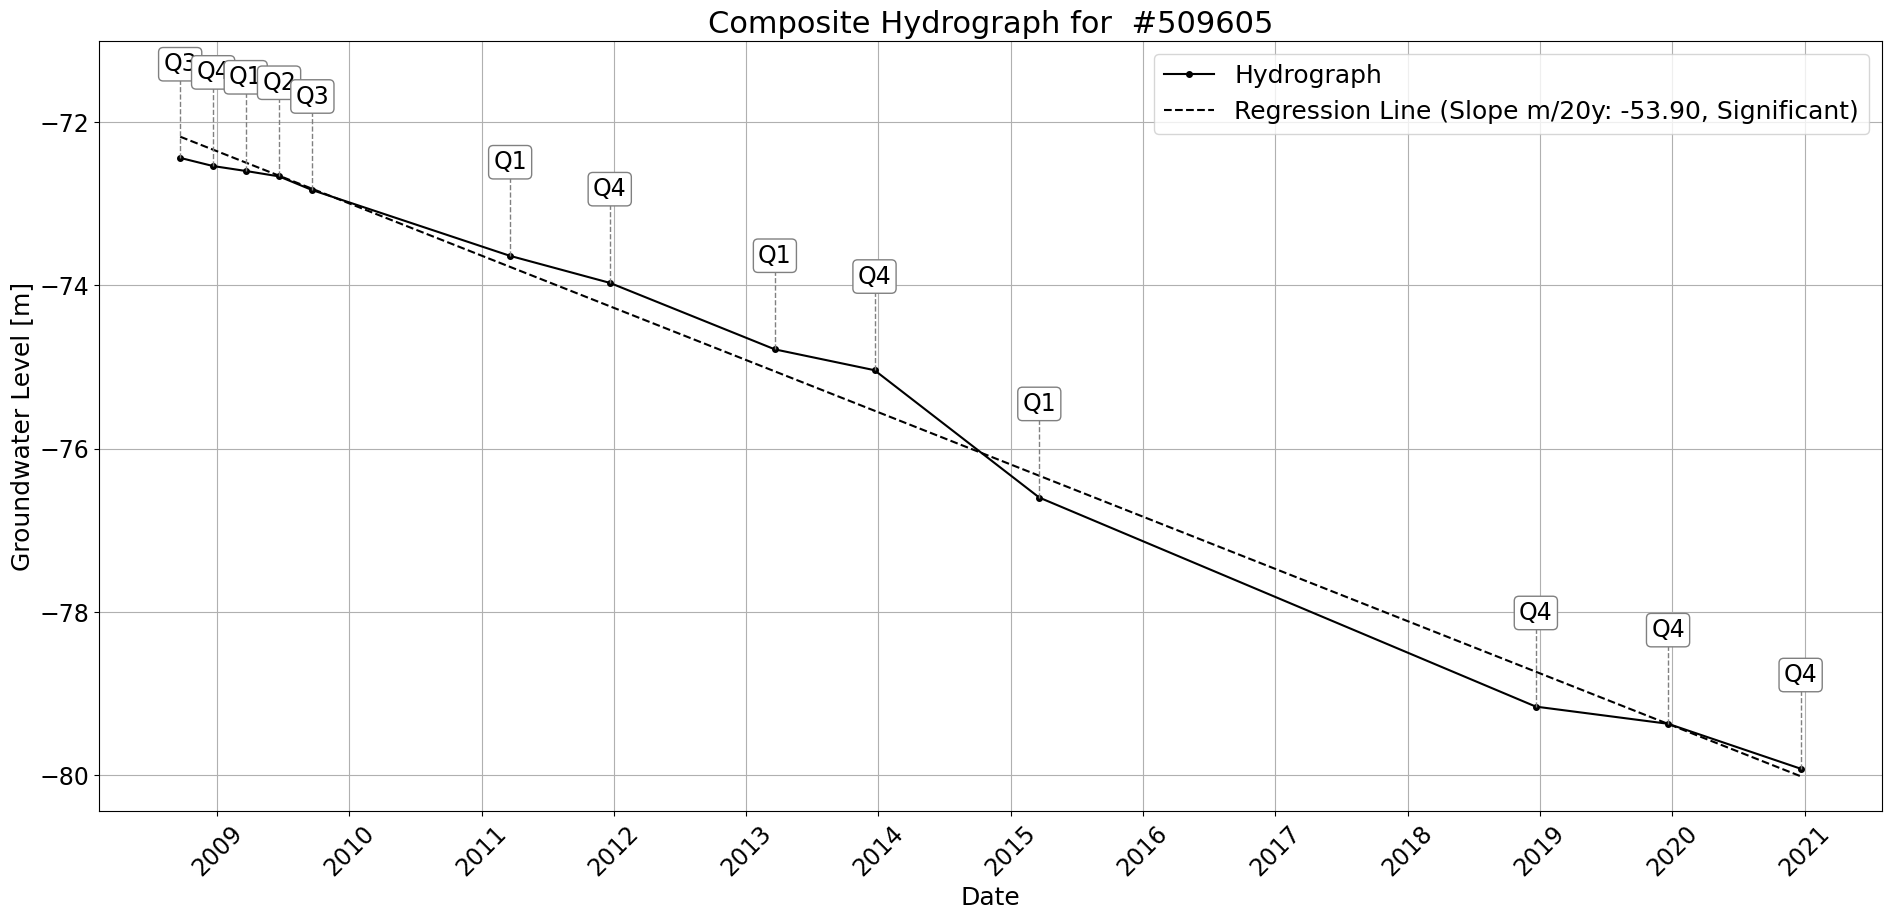 Composite Hydrograph for  #509605
Hydrograph
Regression Line (Slope m/20y: -53.90, Significant)
Q3
Q4
Q1
Q2
Q3
Q1
Q4
Q1
Q4
Q1
Q4
Q4
Q4
Groundwater Level [m]
−72
−74
−76
−78
−80
2009
2010
2011
2012
2013
2014
2015
2016
2017
2018
2019
2020
2021
Date